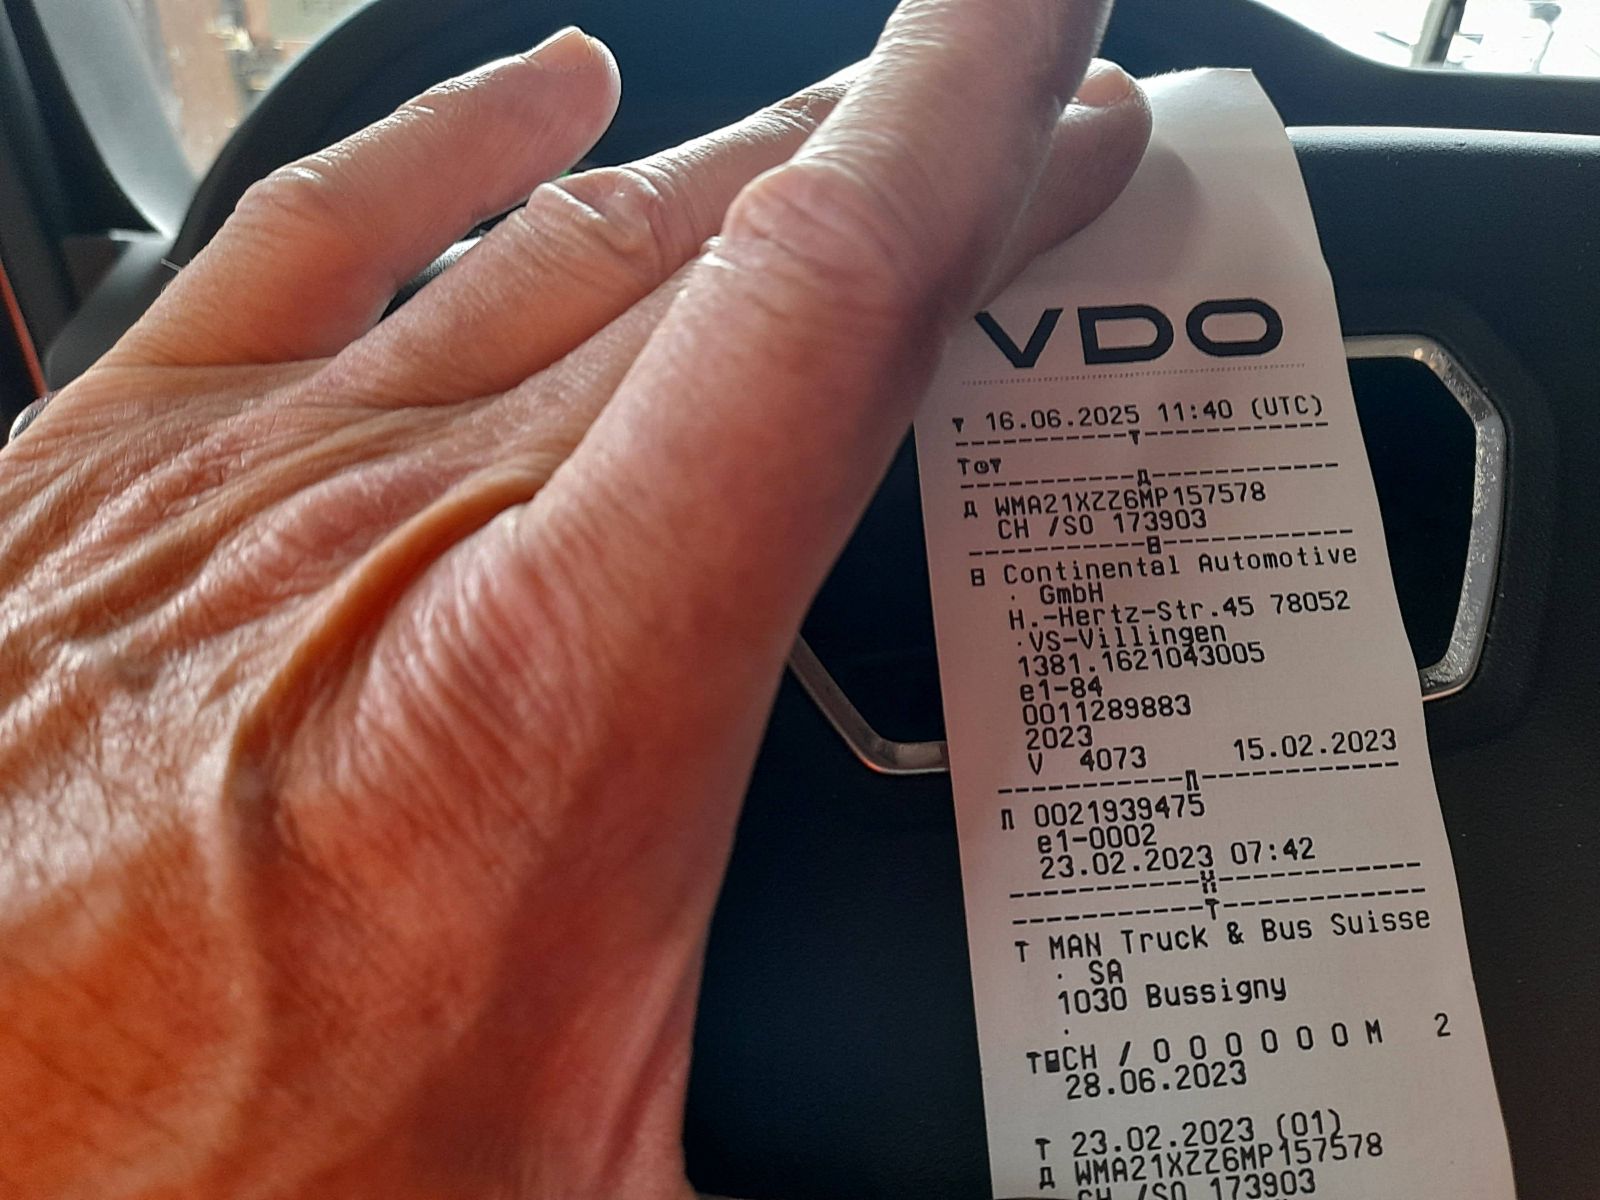 VDO
▼ 16.06.2025 11:40 (UTC)
------------▼------------
T⊙▼
------------Д------------
Д WMA21XZZ6MP157578
CH /SO 173903
------------B------------
B Continental Automotive
. GmbH
H.-Hertz-Str.45 78052
.VS-Villingen
1381.1621043005
e1-84
0011289883
2023
V 4073 15.02.2023
------------П------------
П 0021939475
e1-0002
23.02.2023 07:42
------------X------------
------------T------------
T MAN Truck & Bus Suisse
. SA
1030 Bussigny
.
T■CH / 0 0 0 0 0 0 M 2
28.06.2023
T 23.02.2023 (01)
Д WMA21XZZ6MP157578
CH /SO 173903